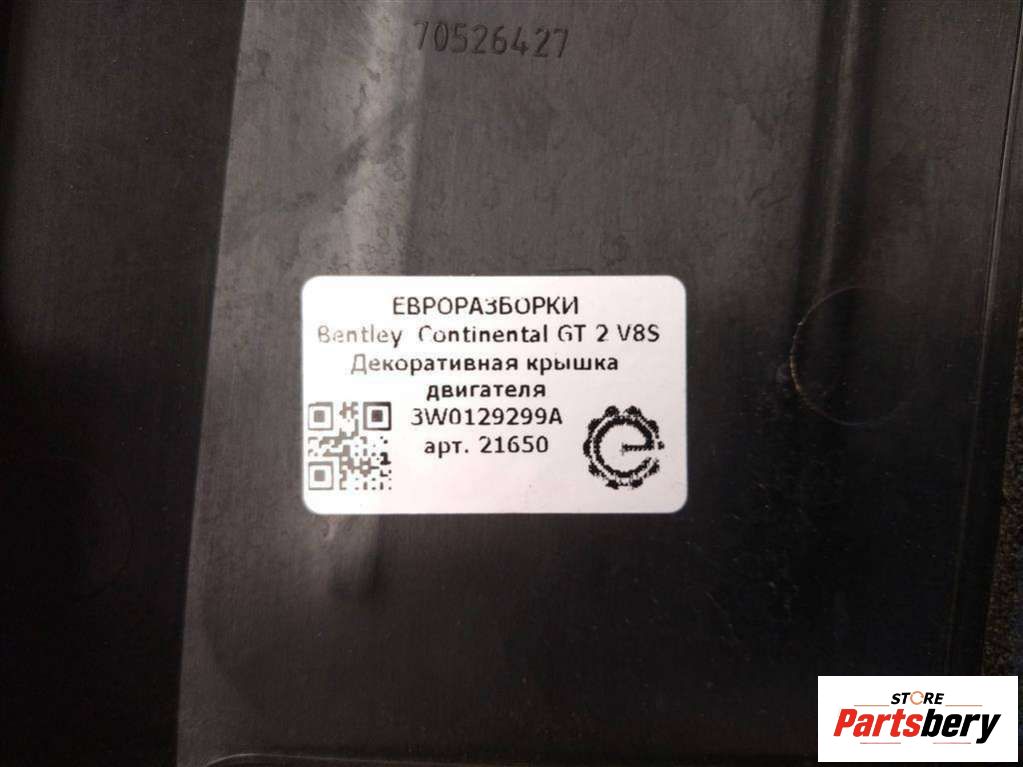 70526427
ЕВРОРАЗБОРКИ
Bentley Continental GT 2 V8S
Декоративная крышка
двигателя
3W0129299A
арт. 21650
STORE
Partsbery